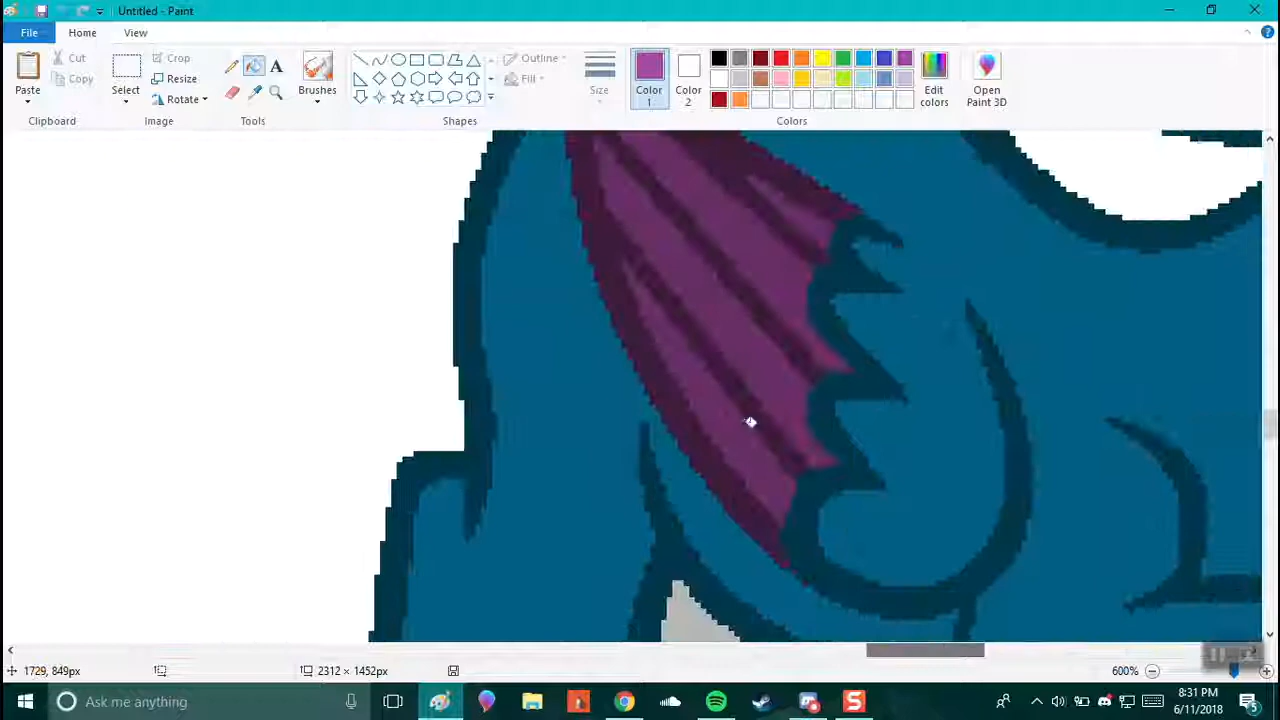 Untitled - Paint
File Home View
Paste
Cut
Copy
Clipboard
Select
Crop
Resize
Rotate
Image
A
Tools
Brushes
Outline
Fill
Shapes
Size
Color 1
Color 2
Colors
Edit colors
Open Paint 3D
1729, 849px
2312 × 1452px
600%
Ask me anything
S
8:31 PM
6/11/2018
5